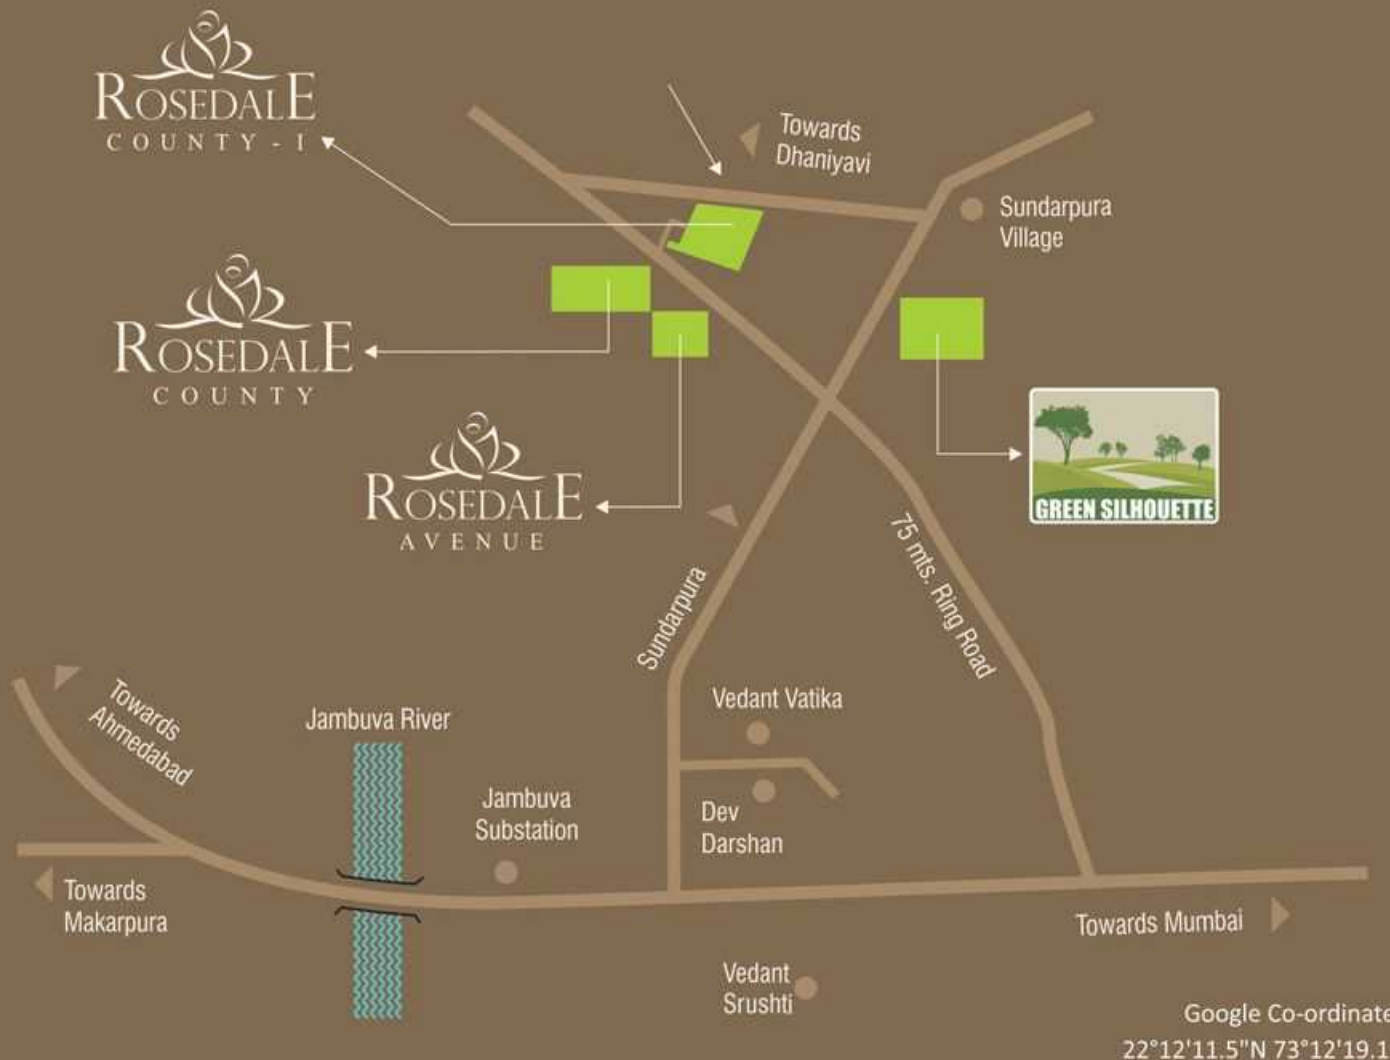 ROSEDALE
COUNTY - I
Towards
Dhaniyavi
Sundarpura
Village
ROSEDALE
COUNTY
ROSEDALE
AVENUE
GREEN SILHOUETTE
75 mts. Ring Road
Sundarpura
Towards
Ahmedabad
Jambuva River
Vedant Vatika
Jambuva
Substation
Dev
Darshan
Towards
Makarpura
Towards Mumbai
Vedant
Srushti
Google Co-ordinate
22°12'11.5"N 73°12'19.1